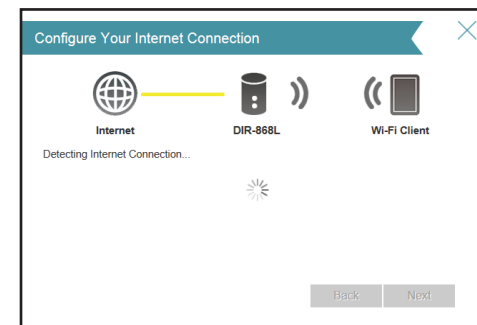 Configure Your Internet Connection
Internet DIR-868L Wi-Fi Client
Detecting Internet Connection...
Back Next